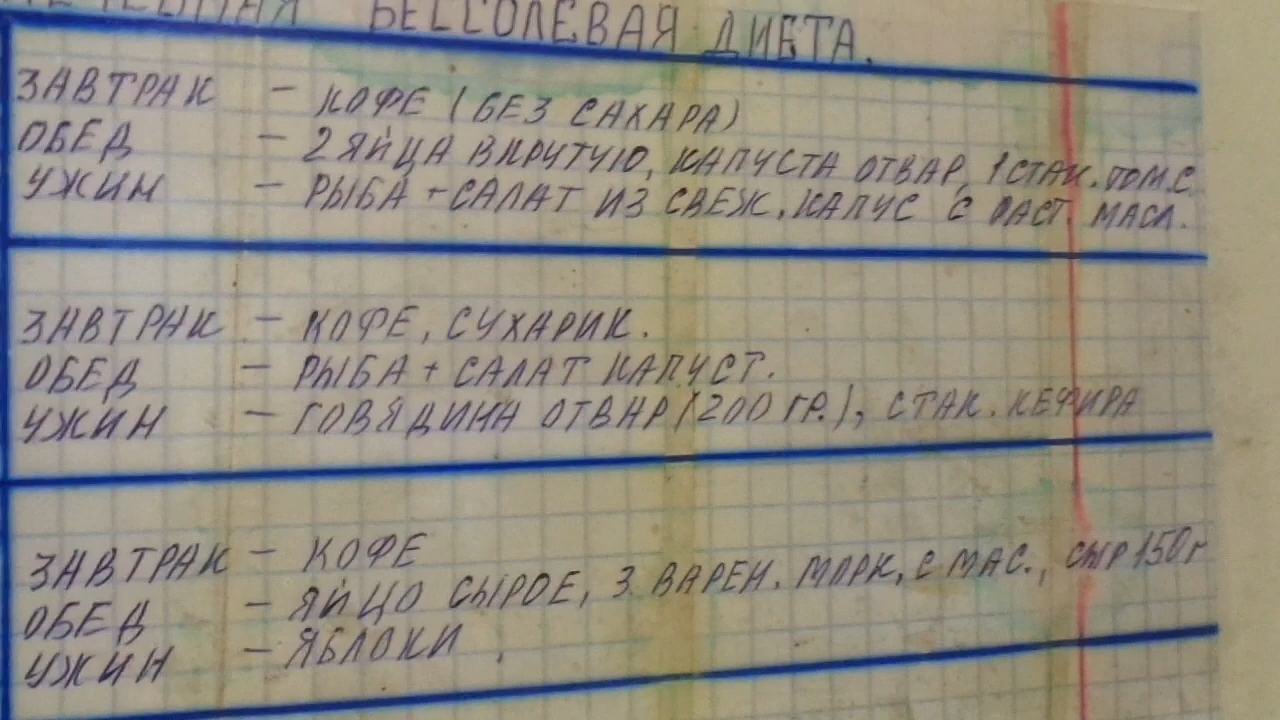 БЕССОЛЕВАЯ ДИЕТА.
ЗАВТРАК – КОФЕ (БЕЗ САХАРА)
ОБЕД – 2 ЯЙЦА ВКРУТУЮ, КАПУСТА ОТВАР, 1 СТАК. ТОМ. С
УЖИН – РЫБА + САЛАТ ИЗ СВЕЖ. КАПУС С РАСТ. МАСЛ.
ЗАВТРАК – КОФЕ, СУХАРИК.
ОБЕД – РЫБА + САЛАТ КАПУСТ.
УЖИН – ГОВЯДИНА ОТВАР (200 ГР.), СТАК. КЕФИРА
ЗАВТРАК – КОФЕ
ОБЕД – ЯЙЦО СЫРОЕ, 3 ВАРЕН. МОРК. С МАС., СЫР 150 г
УЖИН – ЯБЛОКИ